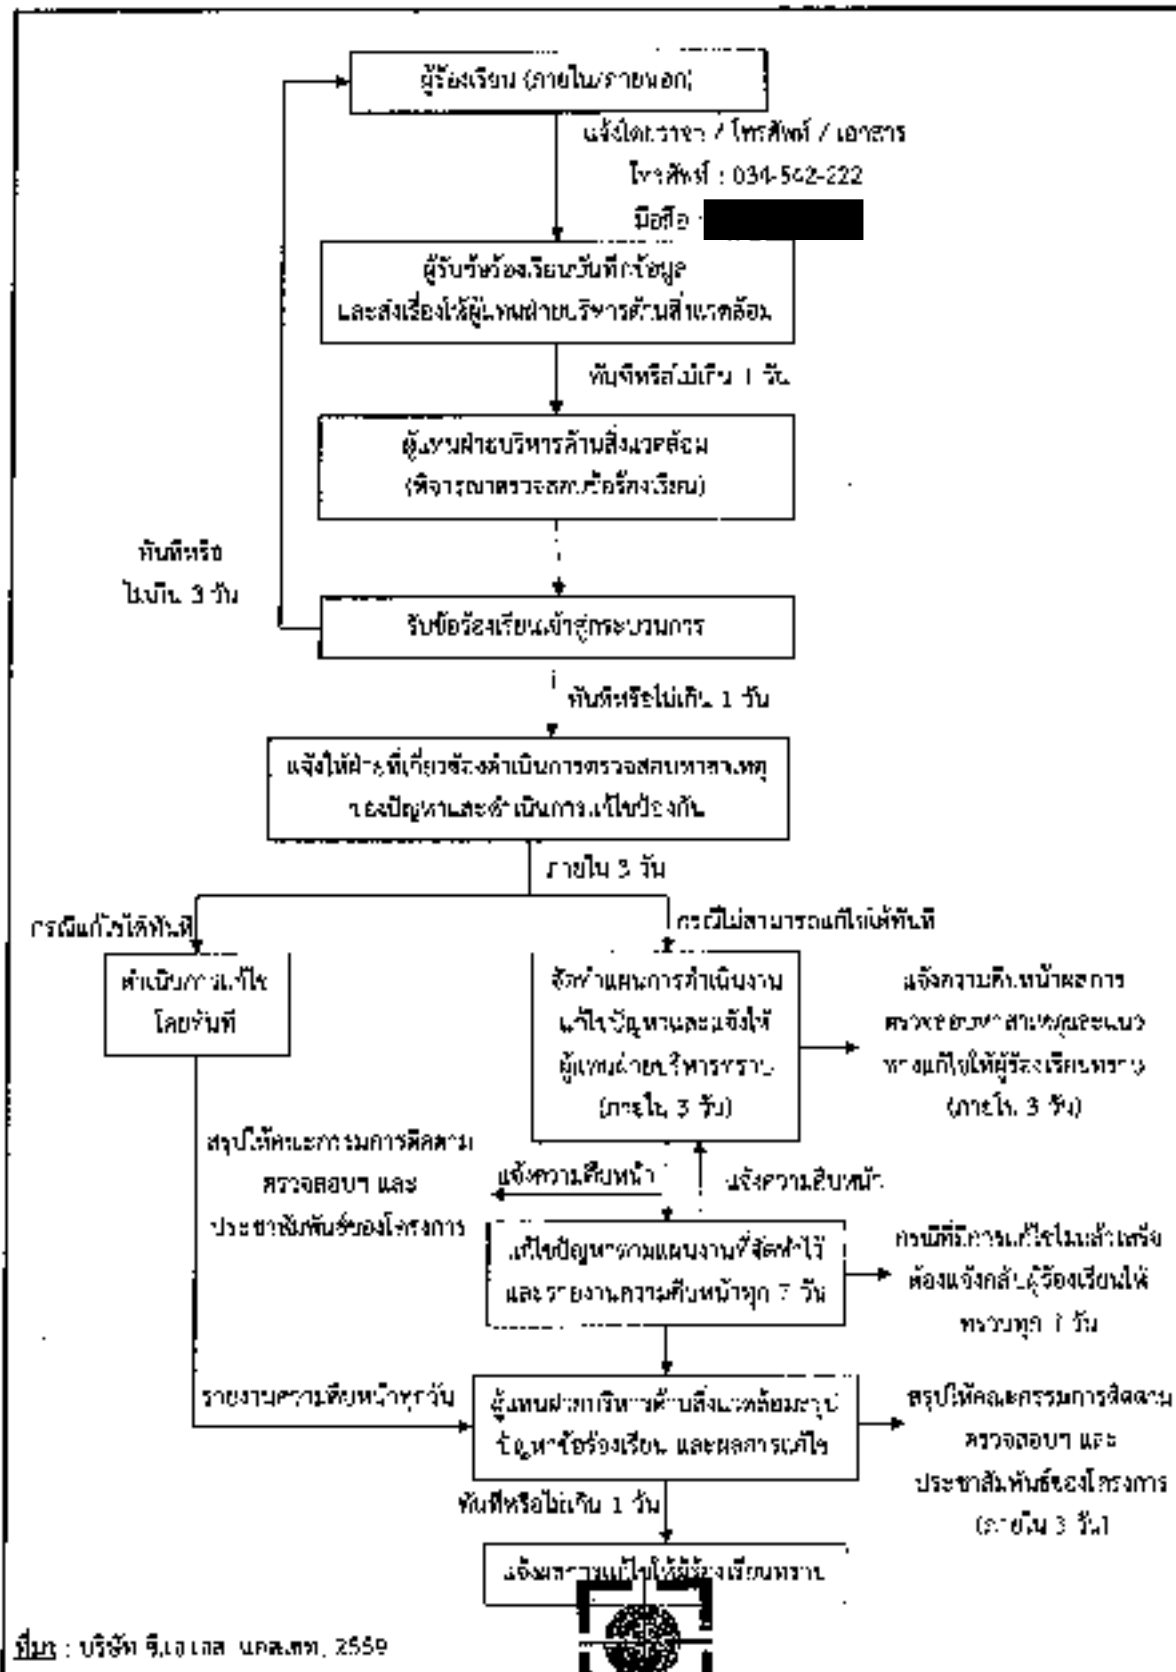 ผู้ร้องเรียน (ภายใน/ภายนอก)
แจ้งโดยวาจา / โทรศัพท์ / เอกสาร
โทรศัพท์ : 034-542-222
มือถือ :
ผู้รับข้อร้องเรียนบันทึกข้อมูล
และส่งเรื่องให้ผู้แทนฝ่ายบริหารด้านสิ่งแวดล้อม
ทันทีหรือไม่เกิน 1 วัน
ผู้แทนฝ่ายบริหารด้านสิ่งแวดล้อม
(พิจารณาตรวจสอบข้อร้องเรียน)
ทันทีหรือ
ไม่เกิน 3 วัน
รับข้อร้องเรียนเข้าสู่กระบวนการ
ทันทีหรือไม่เกิน 1 วัน
แจ้งให้ฝ่ายที่เกี่ยวข้องดำเนินการตรวจสอบหาสาเหตุ
ของปัญหาและดำเนินการแก้ไขป้องกัน
ภายใน 3 วัน
กรณีแก้ไขได้ทันที
กรณีไม่สามารถแก้ไขได้ทันที
ดำเนินการแก้ไข
โดยทันที
จัดทำแผนการดำเนินงาน
แก้ไขปัญหาและแจ้งให้
ผู้แทนฝ่ายบริหารทราบ
(ภายใน 3 วัน)
แจ้งความคืบหน้าผลการ
ตรวจสอบหาสาเหตุและแนว
ทางแก้ไขให้ผู้ร้องเรียนทราบ
(ภายใน 3 วัน)
สรุปให้คณะกรรมการติดตาม
ตรวจสอบฯ และ
ประชาสัมพันธ์ของโครงการ
แจ้งความคืบหน้า
แจ้งความคืบหน้า
แก้ไขปัญหาตามแผนงานที่จัดทำไว้
และรายงานความคืบหน้าทุก 7 วัน
กรณีที่มีการแก้ไขไม่แล้วเสร็จ
ต้องแจ้งกลับผู้ร้องเรียนให้
ทราบทุก 7 วัน
รายงานความคืบหน้าทุกวัน
ผู้แทนฝ่ายบริหารด้านสิ่งแวดล้อมสรุป
ปัญหาข้อร้องเรียน และผลการแก้ไข
สรุปให้คณะกรรมการติดตาม
ตรวจสอบฯ และ
ประชาสัมพันธ์ของโครงการ
(ภายใน 3 วัน)
ทันทีหรือไม่เกิน 1 วัน
แจ้งผลการแก้ไขให้ผู้ร้องเรียนทราบ
ที่มา : บริษัท 2559